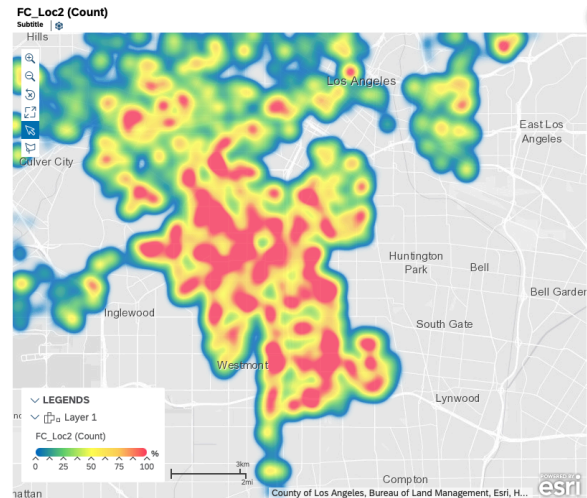 FC_Loc2 (Count)
Subtitle
Hills
Los Angeles
East Los
Angeles
Culver City
Huntington
Park
Bell
Bell Garden
Inglewood
South Gate
Westmont
Lynwood
LEGENDS
Layer 1
FC_Loc2 (Count)
%
0 25 50 75 100
3km
2mi
Compton
POWERED BY
esri
County of Los Angeles, Bureau of Land Management, Esri, H...